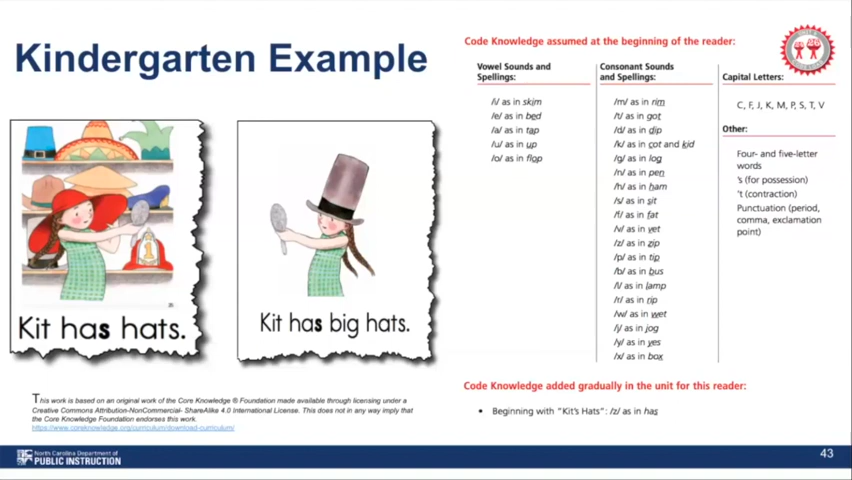 Kindergarten Example
Kit has hats.
Kit has big hats.
This work is based on an original work of the Core Knowledge ® Foundation made available through licensing under a
Creative Commons Attribution-NonCommercial- ShareAlike 4.0 International License. This does not in any way imply that
the Core Knowledge Foundation endorses this work.
https://www.coreknowledge.org/curriculum/download-curriculum/
Code Knowledge assumed at the beginning of the reader:
Vowel Sounds and
Spellings:
/i/ as in skim
/e/ as in bed
/a/ as in tap
/u/ as in up
/o/ as in flop
Consonant Sounds
and Spellings:
/m/ as in rim
/t/ as in got
/d/ as in dip
/k/ as in cot and kid
/g/ as in log
/n/ as in pen
/h/ as in ham
/s/ as in sit
/f/ as in fat
/v/ as in vet
/z/ as in zip
/p/ as in tip
/b/ as in bus
/l/ as in lamp
/r/ as in rip
/w/ as in wet
/j/ as in jog
/y/ as in yes
/x/ as in box
Capital Letters:
C, F, J, K, M, P, S, T, V
Other:
Four- and five-letter
words
's (for possession)
't (contraction)
Punctuation (period,
comma, exclamation
point)
Code Knowledge added gradually in the unit for this reader:
• Beginning with "Kit's Hats": /z/ as in has
North Carolina Department of
PUBLIC INSTRUCTION
43
1